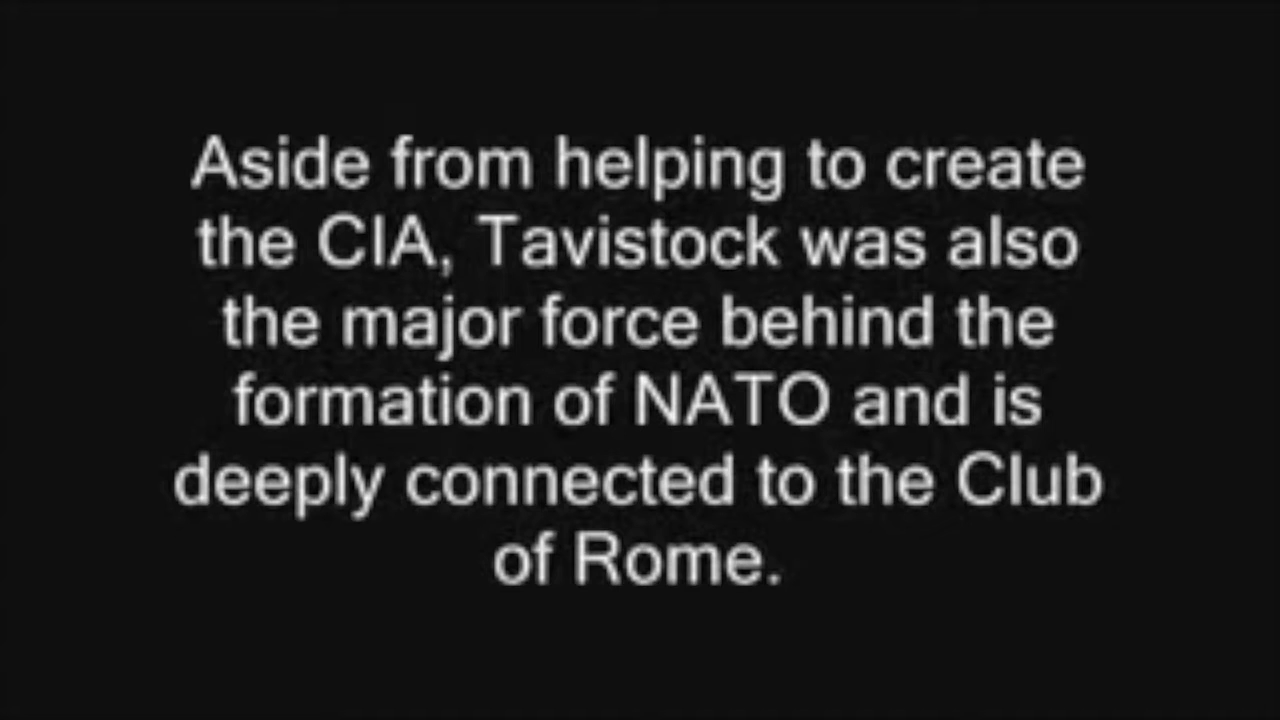 Aside from helping to create
the CIA, Tavistock was also
the major force behind the
formation of NATO and is
deeply connected to the Club
of Rome.